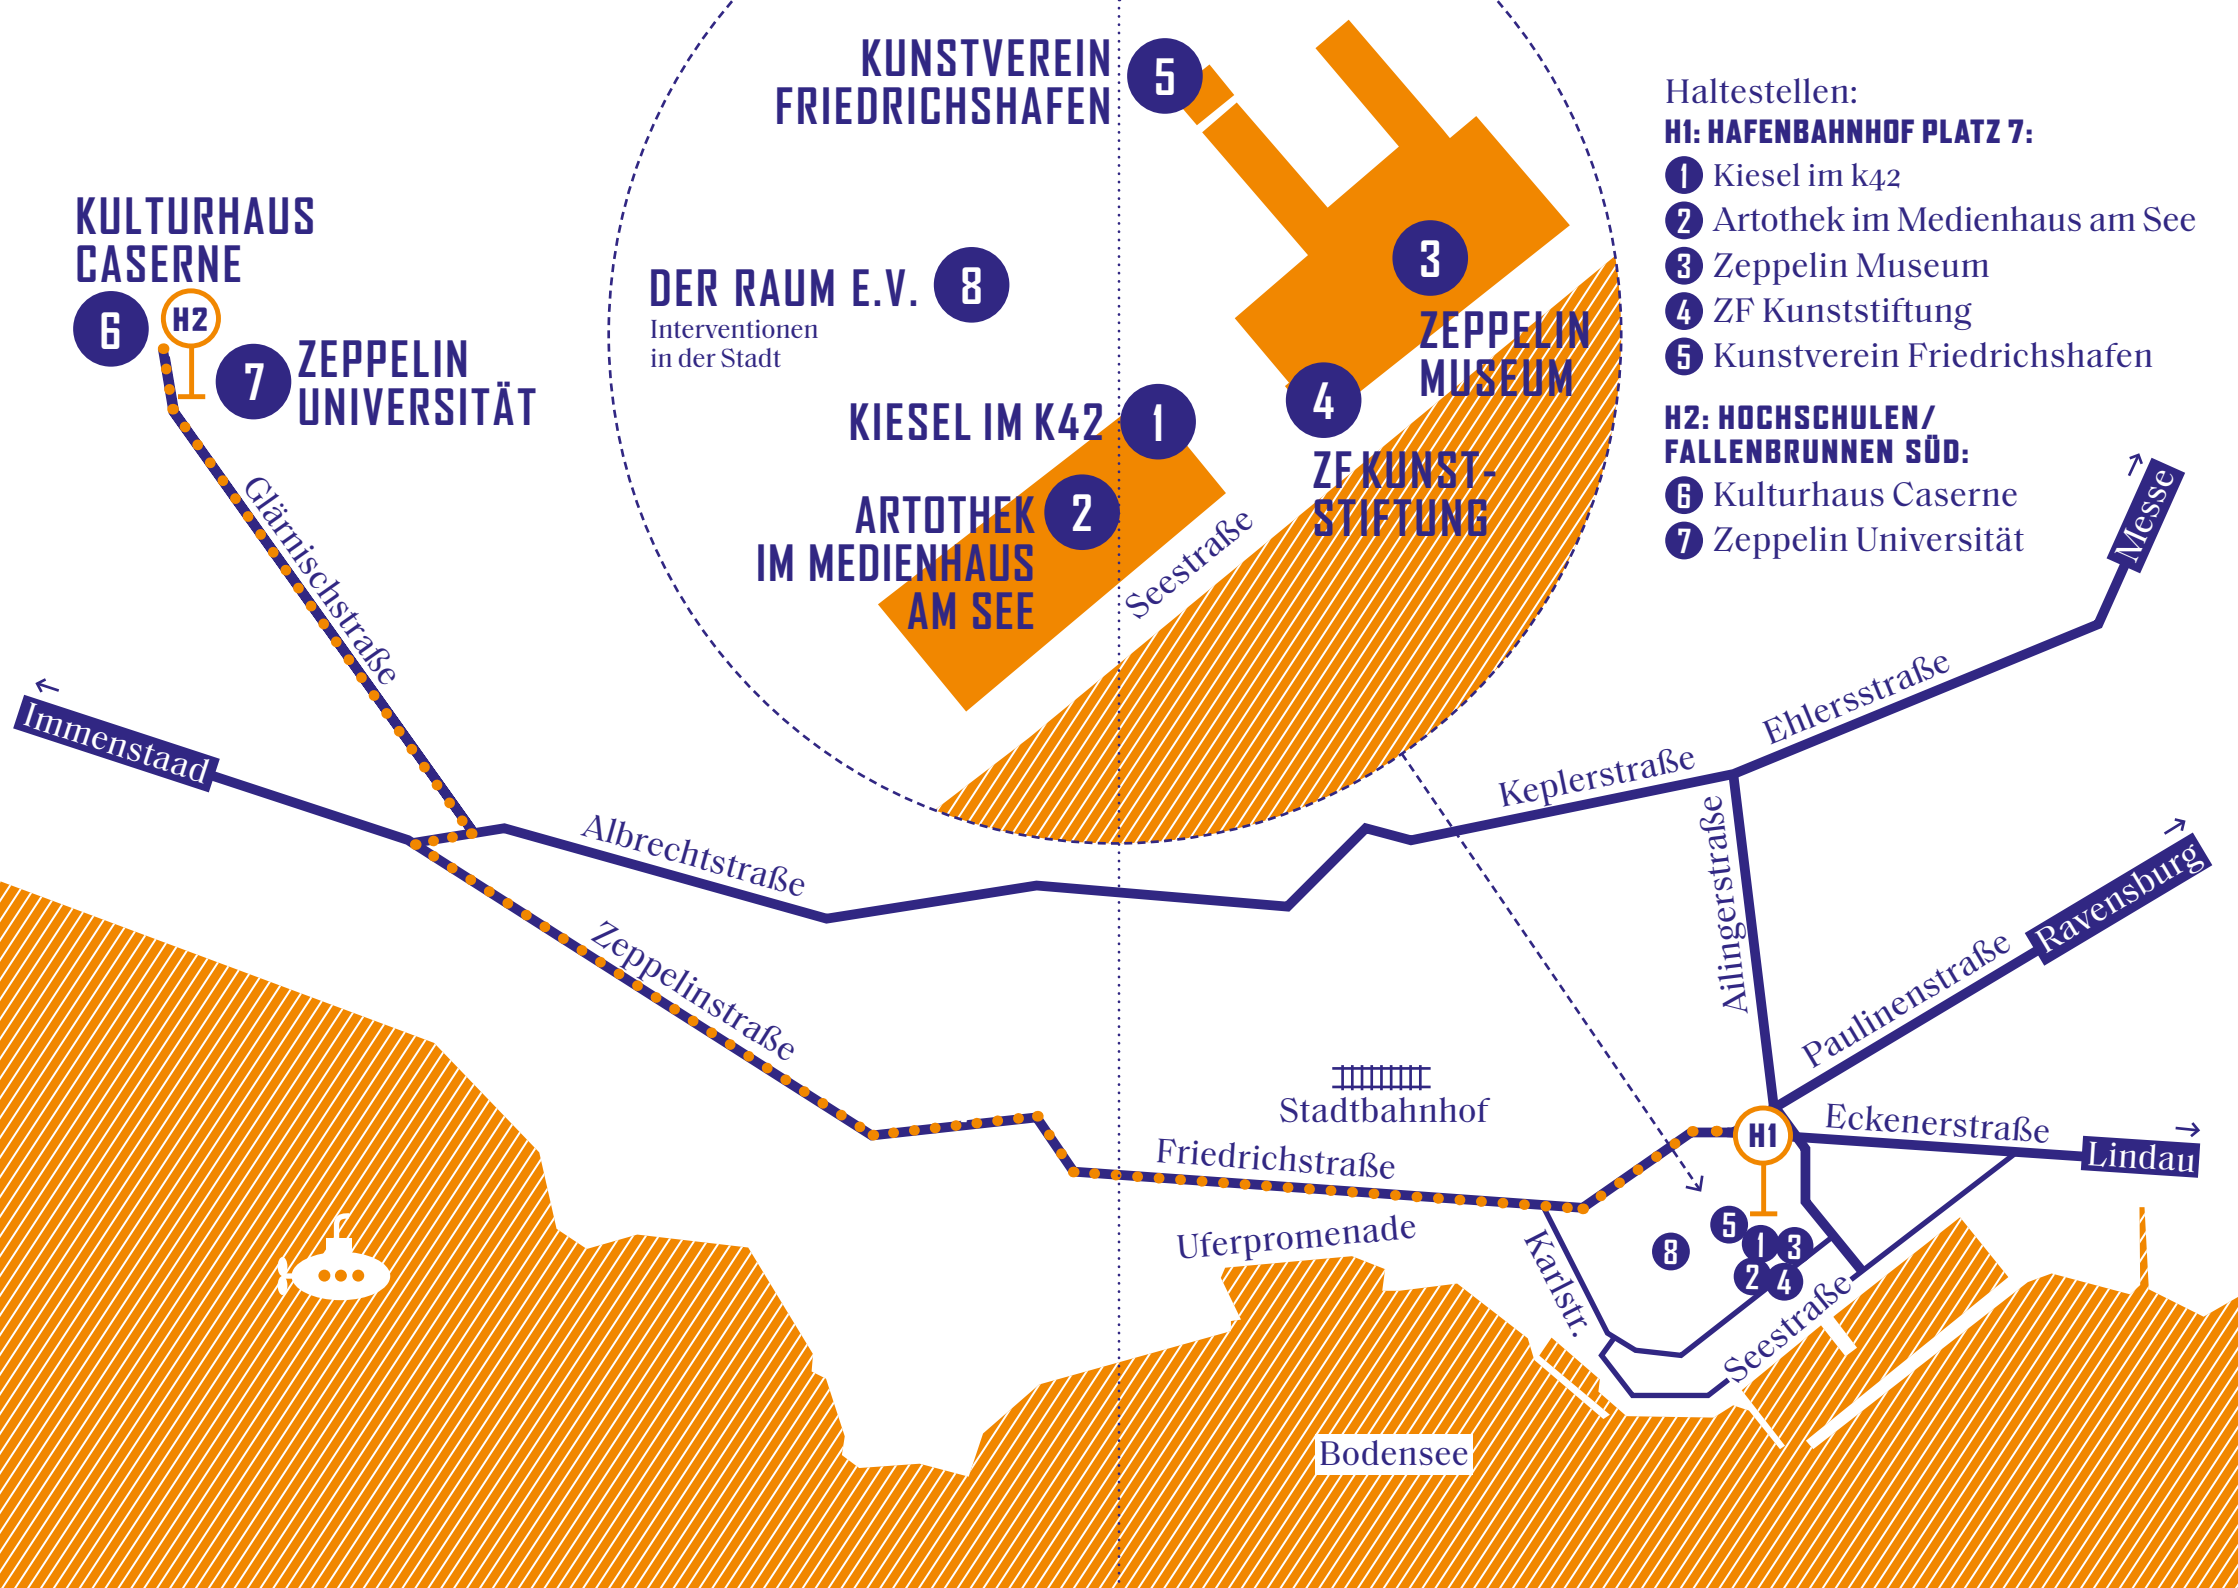 KUNSTVEREIN
FRIEDRICHSHAFEN
5
Haltestellen:
H1: HAFENBAHNHOF PLATZ 7:
1 Kiesel im k42
2 Artothek im Medienhaus am See
3 Zeppelin Museum
4 ZF Kunststiftung
5 Kunstverein Friedrichshafen
H2: HOCHSCHULEN/
FALLENBRUNNEN SÜD:
6 Kulturhaus Caserne
7 Zeppelin Universität
KULTURHAUS
CASERNE
6
H2
7
ZEPPELIN
UNIVERSITÄT
DER RAUM E.V.
8
Interventionen
in der Stadt
3
ZEPPELIN
MUSEUM
KIESEL IM K42
1
4
ZF KUNST-
STIFTUNG
ARTOTHEK
IM MEDIENHAUS
AM SEE
2
Seestraße
Glärnischstraße
← Immenstaad
Albrechtstraße
Zeppelinstraße
Keplerstraße
Ehlersstraße
→ Messe
Ailingerstraße
Paulinenstraße
→ Ravensburg
Stadtbahnhof
Friedrichstraße
H1
Eckenerstraße
→ Lindau
Uferpromenade
Karlstr.
8
5
1
3
2
4
Seestraße
Bodensee